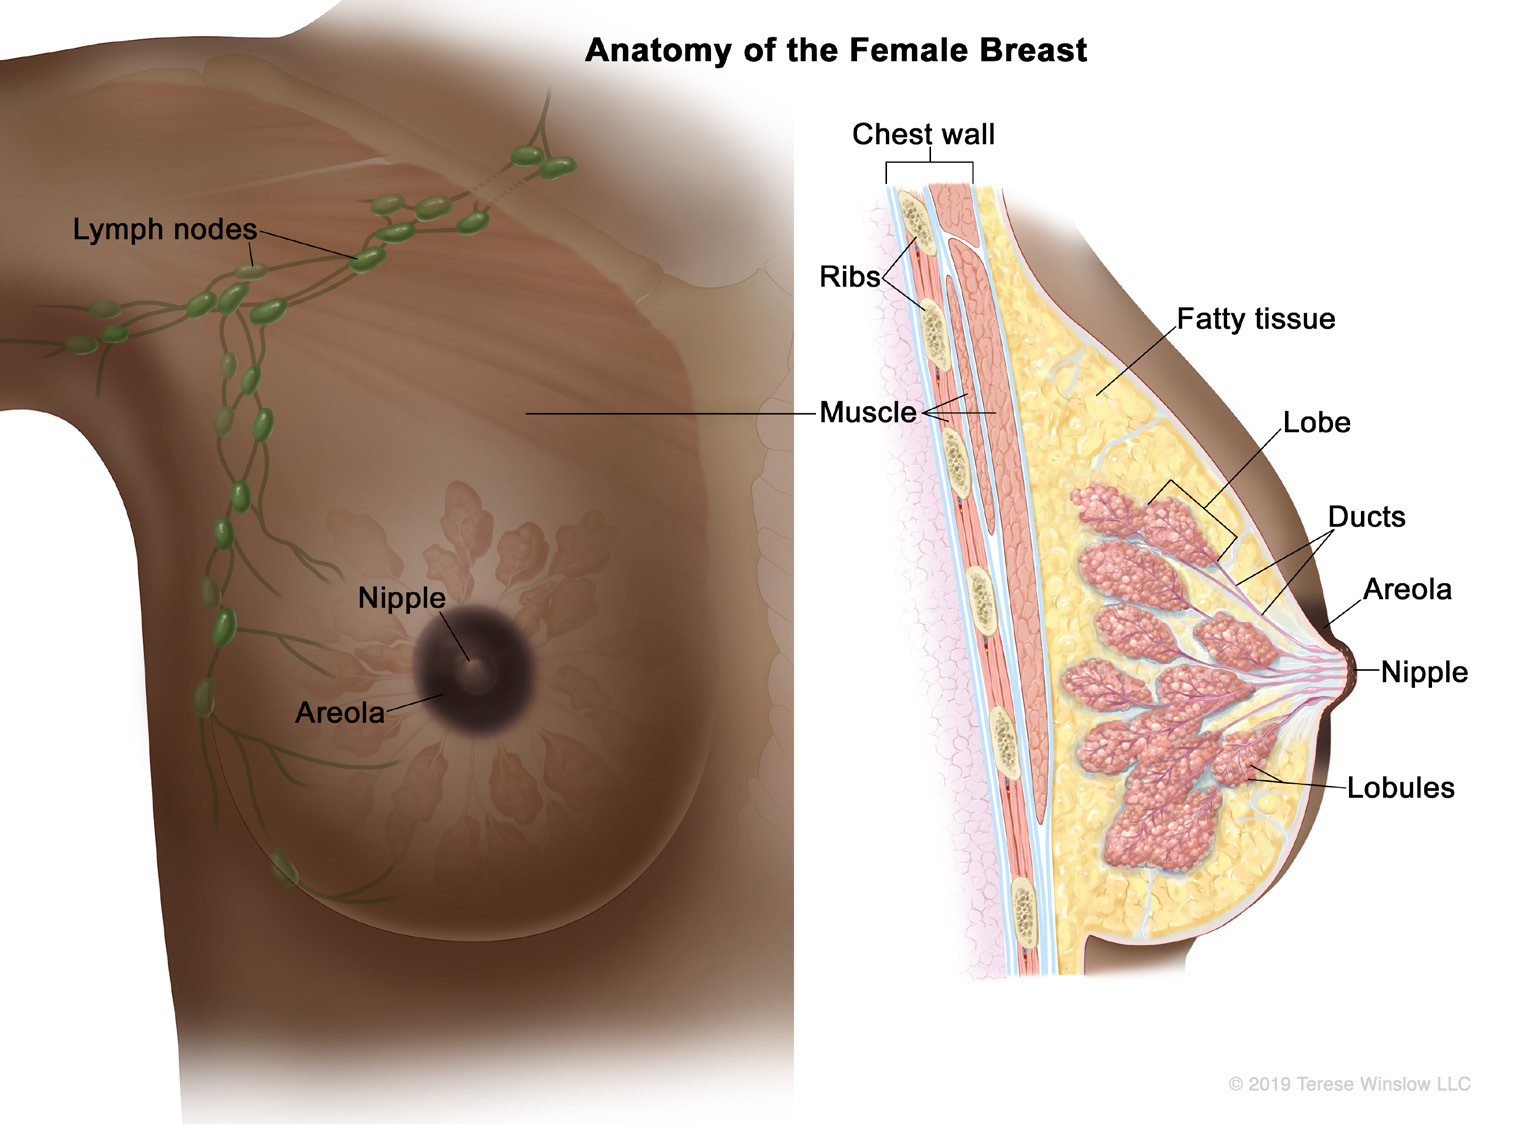 Anatomy of the Female Breast
Chest wall
Lymph nodes
Ribs
Fatty tissue
Muscle
Lobe
Ducts
Nipple
Areola
Nipple
Areola
Lobules
© 2019 Terese Winslow LLC